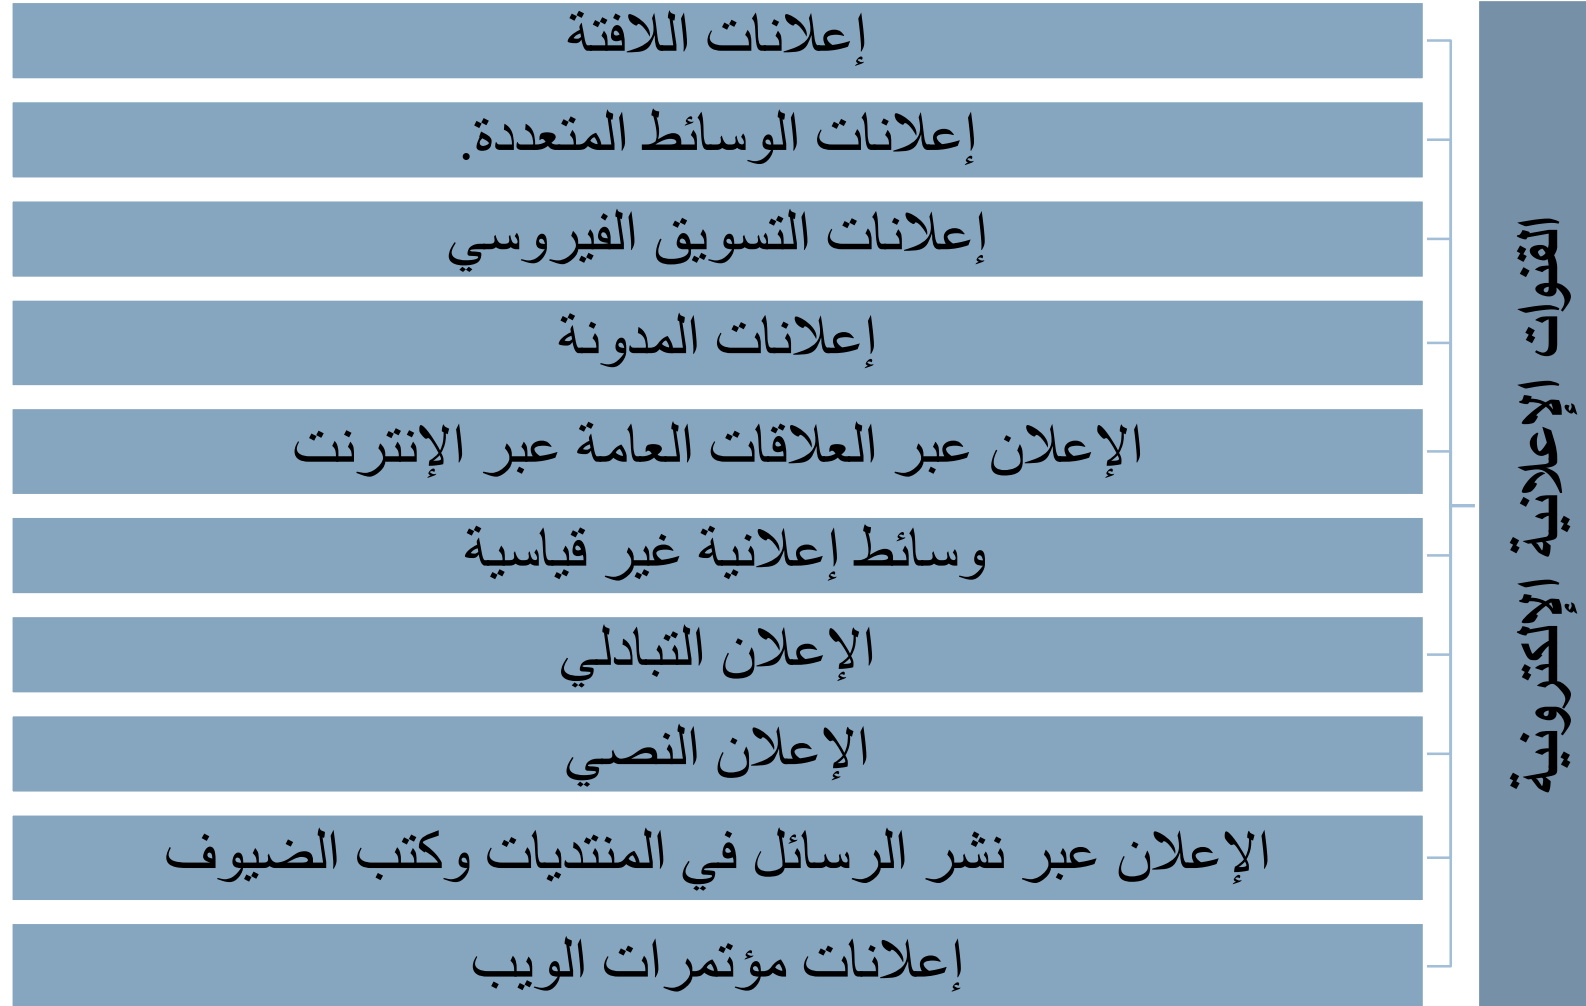 القنوات الإعلانية الإلكترونية
إعلانات اللافتة
إعلانات الوسائط المتعددة.
إعلانات التسويق الفيروسي
إعلانات المدونة
الإعلان عبر العلاقات العامة عبر الإنترنت
وسائط إعلانية غير قياسية
الإعلان التبادلي
الإعلان النصي
الإعلان عبر نشر الرسائل في المنتديات وكتب الضيوف
إعلانات مؤتمرات الويب